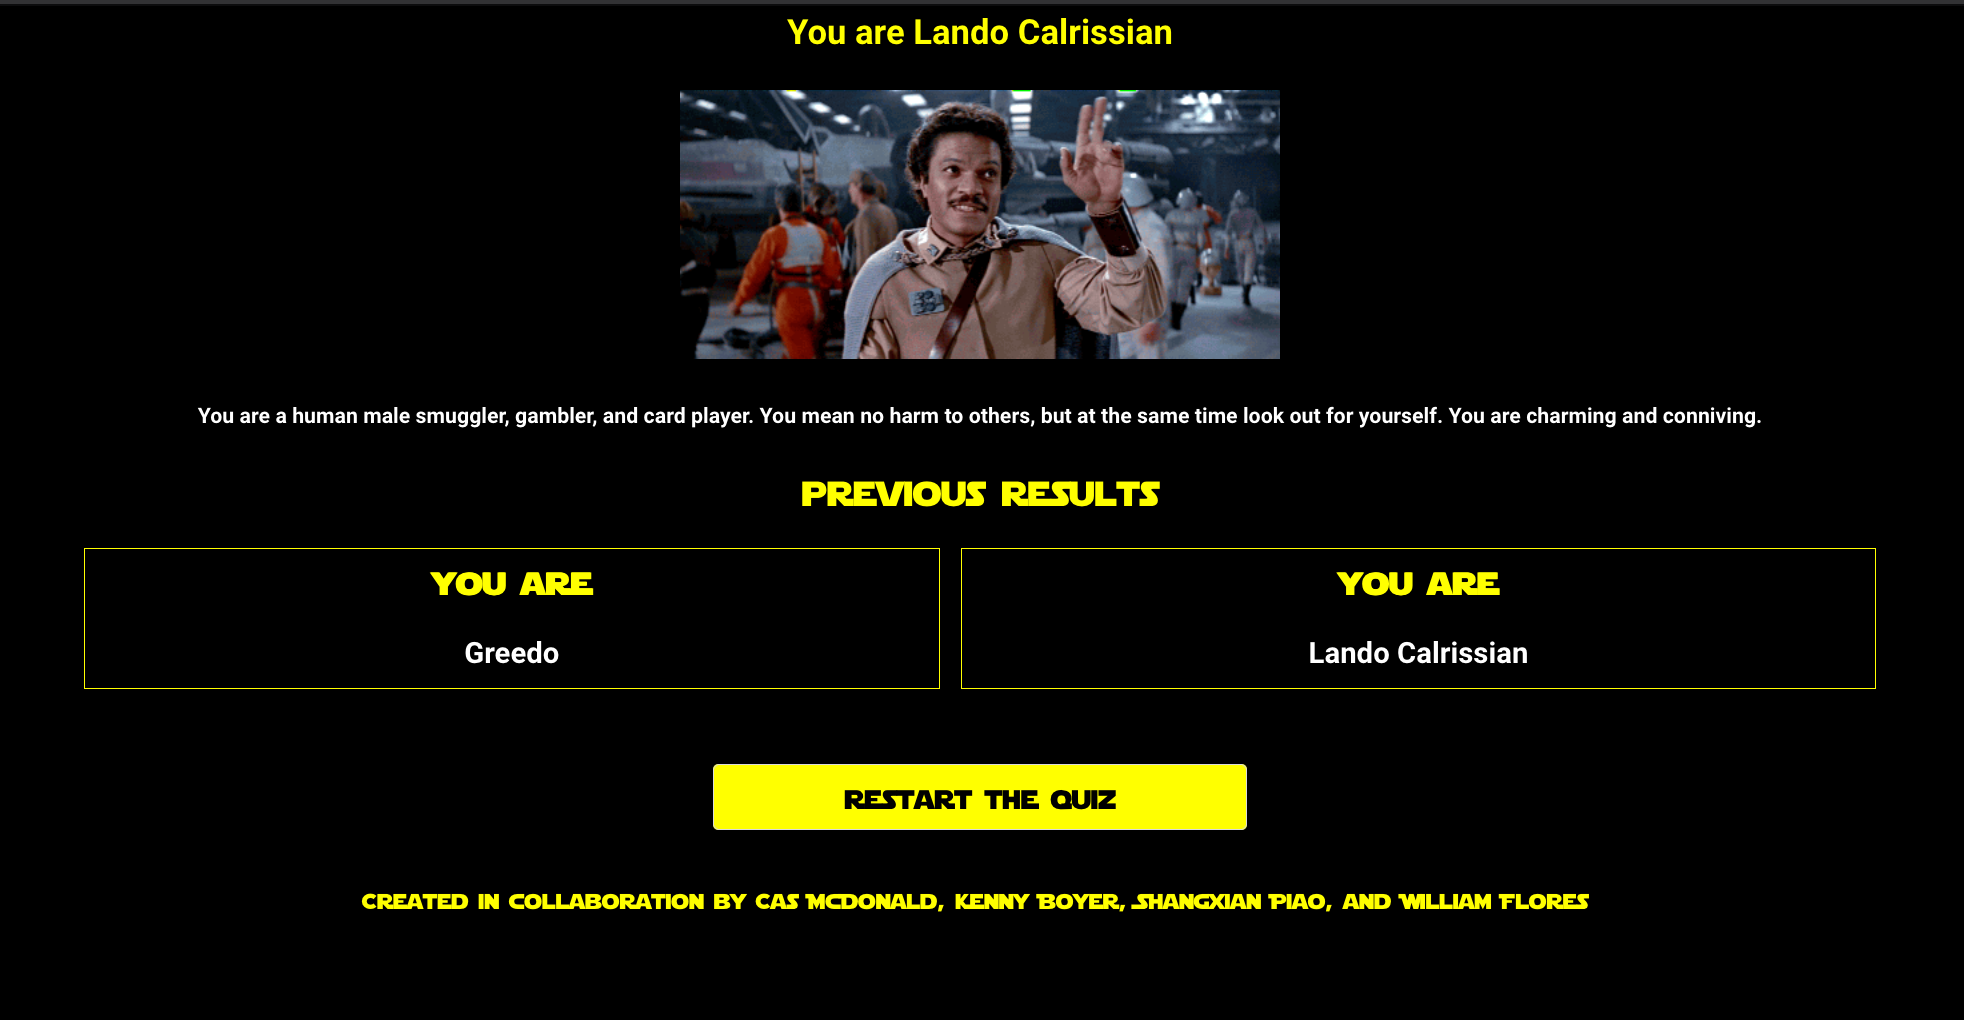 You are Lando Calrissian
You are a human male smuggler, gambler, and card player. You mean no harm to others, but at the same time look out for yourself. You are charming and conniving.
PREVIOUS RESULTS
YOU ARE
Greedo
YOU ARE
Lando Calrissian
RESTART THE QUIZ
CREATED IN COLLABORATION BY CAS MCDONALD, KENNY BOYER, SHANGXIAN PIAO, AND WILLIAM FLORES